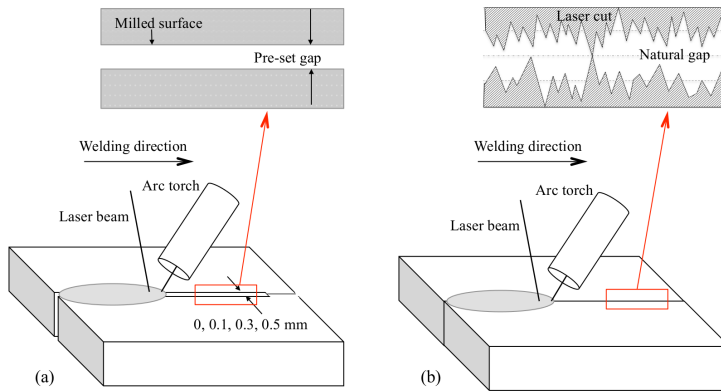 Milled surface
Pre-set gap
Welding direction
Arc torch
Laser beam
0, 0.1, 0.3, 0.5 mm
(a)
Laser cut
Natural gap
Welding direction
Arc torch
Laser beam
(b)